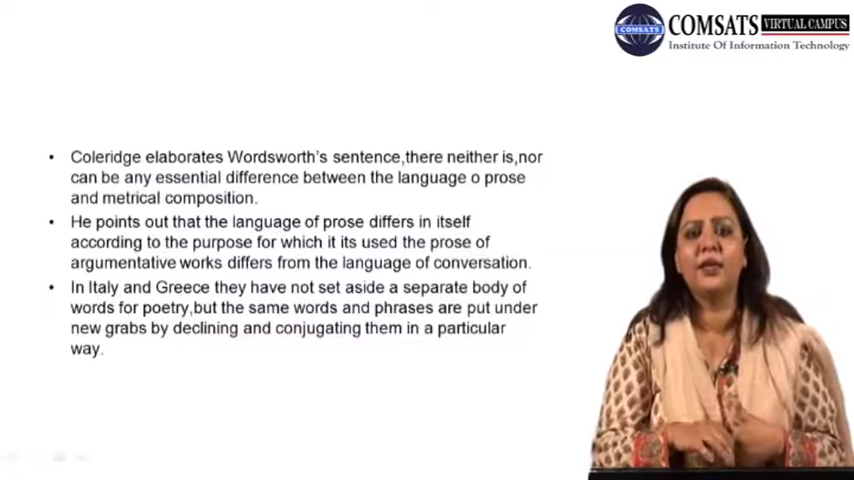 COMSATS
COMSATS VIRTUAL CAMPUS
Institute Of Information Technology
• Coleridge elaborates Wordsworth's sentence,there neither is,nor
can be any essential difference between the language o prose
and metrical composition.
• He points out that the language of prose differs in itself
according to the purpose for which it its used the prose of
argumentative works differs from the language of conversation.
• In Italy and Greece they have not set aside a separate body of
words for poetry,but the same words and phrases are put under
new grabs by declining and conjugating them in a particular
way.